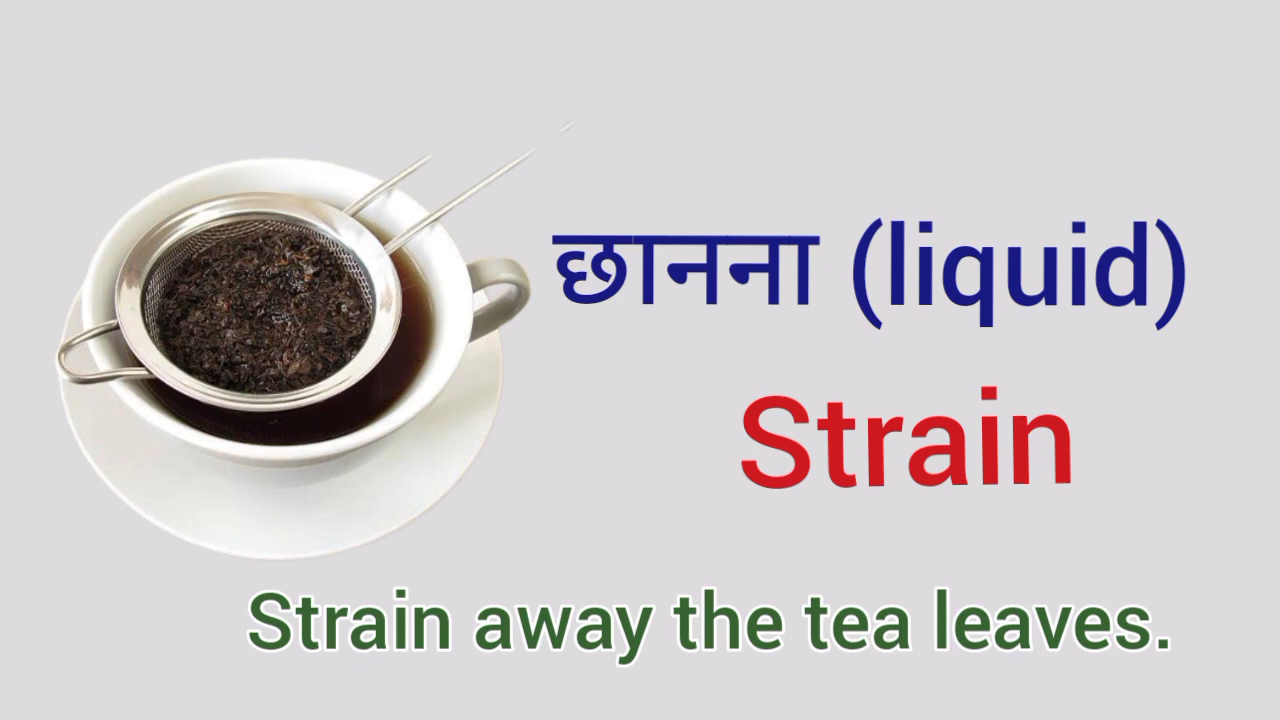 छानना (liquid)
Strain
Strain away the tea leaves.